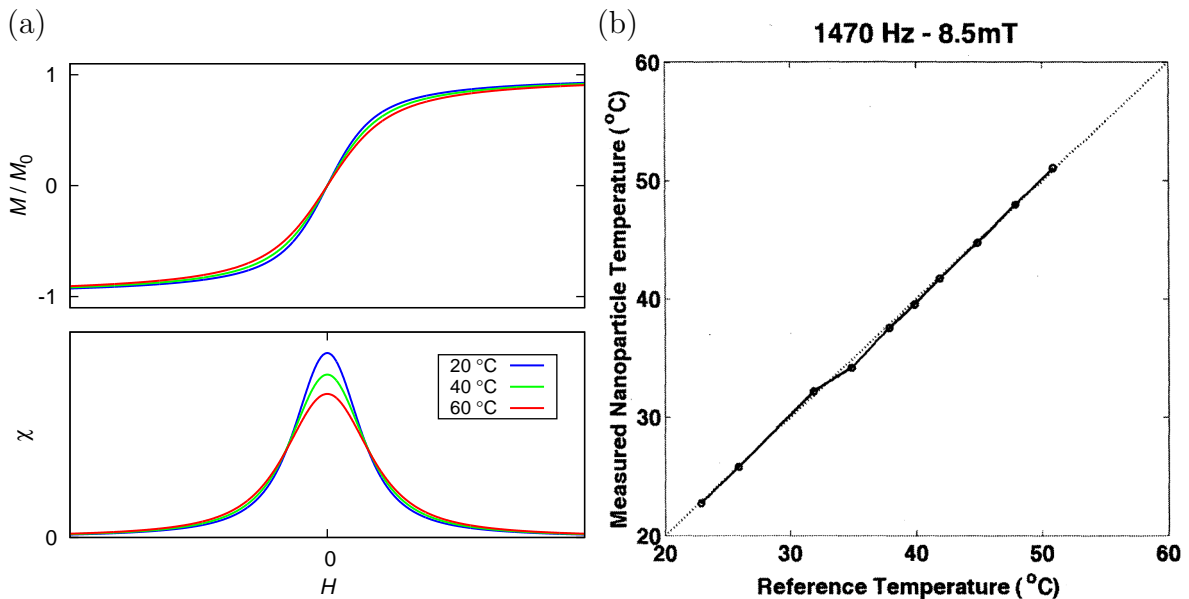 (a)
1
0
-1
M / M0
20 °C
40 °C
60 °C
χ
0
0
H
(b)
1470 Hz - 8.5mT
60
50
40
30
20
Measured Nanoparticle Temperature (°C)
20 30 40 50 60
Reference Temperature (°C)